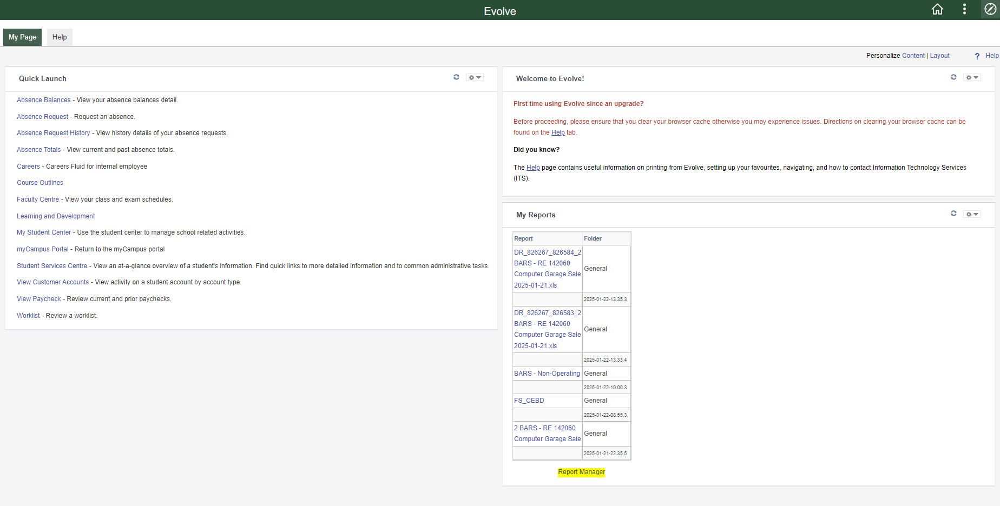 Evolve
My Page
Help
Personalize Content | Layout
? Help
Quick Launch
Absence Balances - View your absence balances detail.
Absence Request - Request an absence.
Absence Request History - View history details of your absence requests.
Absence Totals - View current and past absence totals.
Careers - Careers Fluid for internal employee
Course Outlines
Faculty Centre - View your class and exam schedules.
Learning and Development
My Student Center - Use the student center to manage school related activities.
myCampus Portal - Return to the myCampus portal
Student Services Centre - View an at-a-glance overview of a student's information. Find quick links to more detailed information and to common administrative tasks.
View Customer Accounts - View activity on a student account by account type.
View Paycheck - Review current and prior paychecks.
Worklist - Review a worklist.
Welcome to Evolve!
First time using Evolve since an upgrade?
Before proceeding, please ensure that you clear your browser cache otherwise you may experience issues. Directions on clearing your browser cache can be
found on the Help tab.
Did you know?
The Help page contains useful information on printing from Evolve, setting up your favourites, navigating, and how to contact Information Technology Services
(ITS).
My Reports
Report Folder
DR_826267_826584_2
BARS - RE 142060
Computer Garage Sale
2025-01-21.xls
General
2025-01-22-13.35.3
DR_826267_826583_2
BARS - RE 142060
Computer Garage Sale
2025-01-21.xls
General
2025-01-22-13.33.4
BARS - Non-Operating General
2025-01-22-10.00.3
FS_CEBD General
2025-01-22-08.55.3
2 BARS - RE 142060
Computer Garage Sale
General
2025-01-21-22.35.5
Report Manager